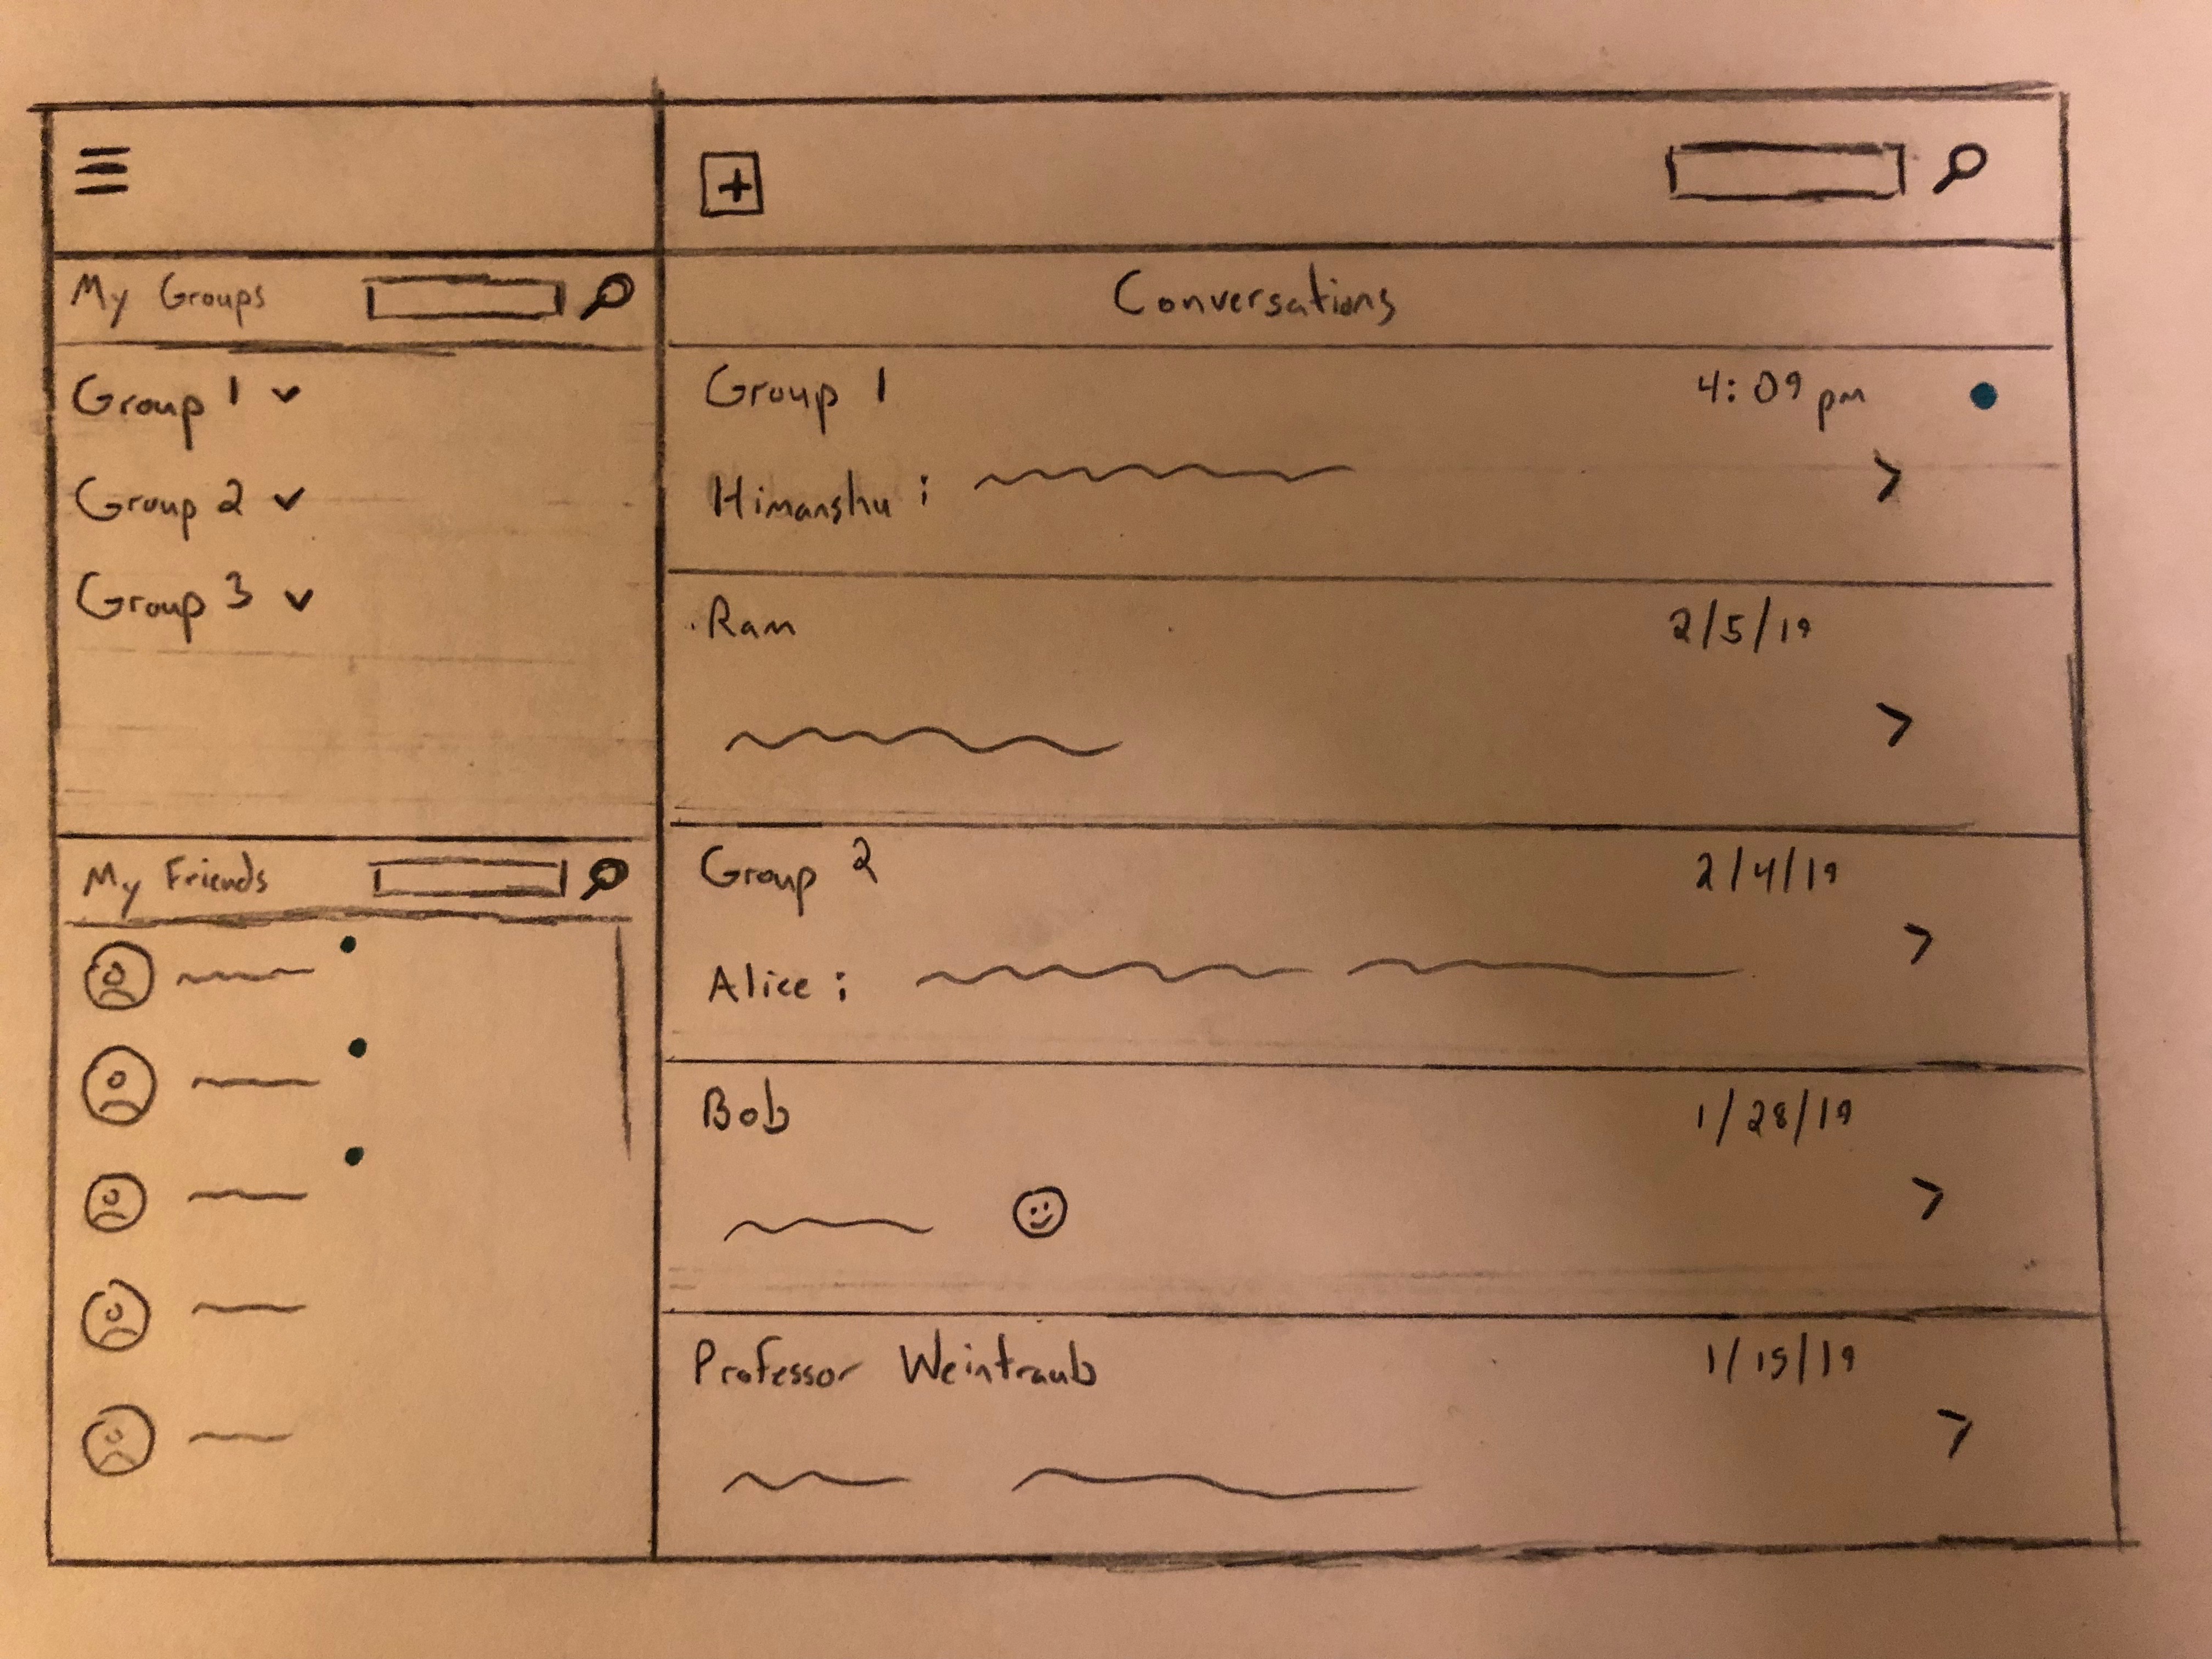 My Groups
Group 1
Group 2
Group 3
My Friends
Conversations
Group 1 4:09 pm
Himanshu :
Ram 2/5/19
Group 2 2/4/19
Alice :
Bob 1/28/19
Professor Weintraub 1/15/19